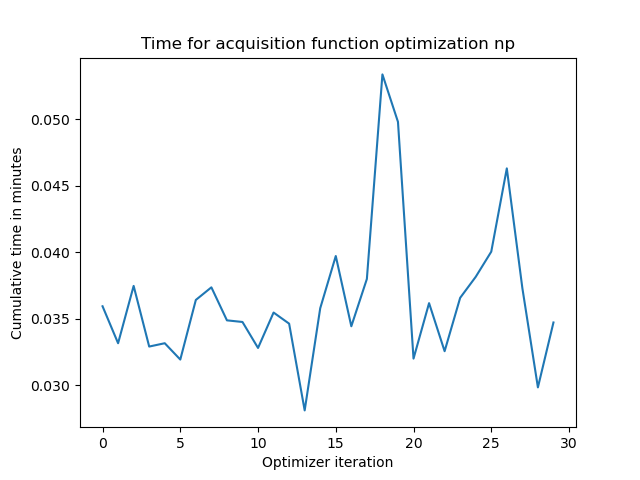 Time for acquisition function optimization np
Cumulative time in minutes
0.050
0.045
0.040
0.035
0.030
0 5 10 15 20 25 30
Optimizer iteration